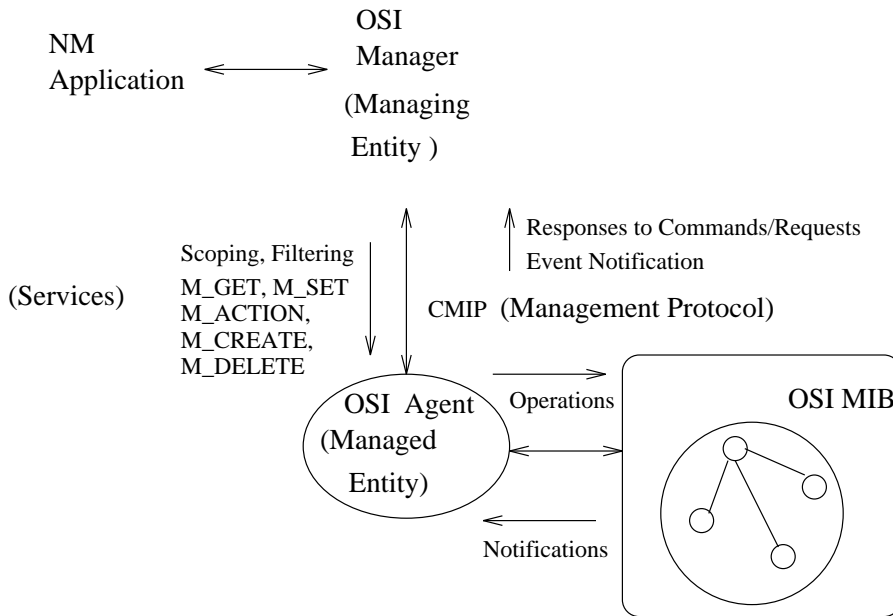 NM
Application
OSI
Manager
(Managing
Entity )
Scoping, Filtering
M_GET, M_SET
M_ACTION,
M_CREATE,
M_DELETE
(Services)
Responses to Commands/Requests
Event Notification
CMIP (Management Protocol)
OSI Agent
(Managed
Entity)
Operations
Notifications
OSI MIB